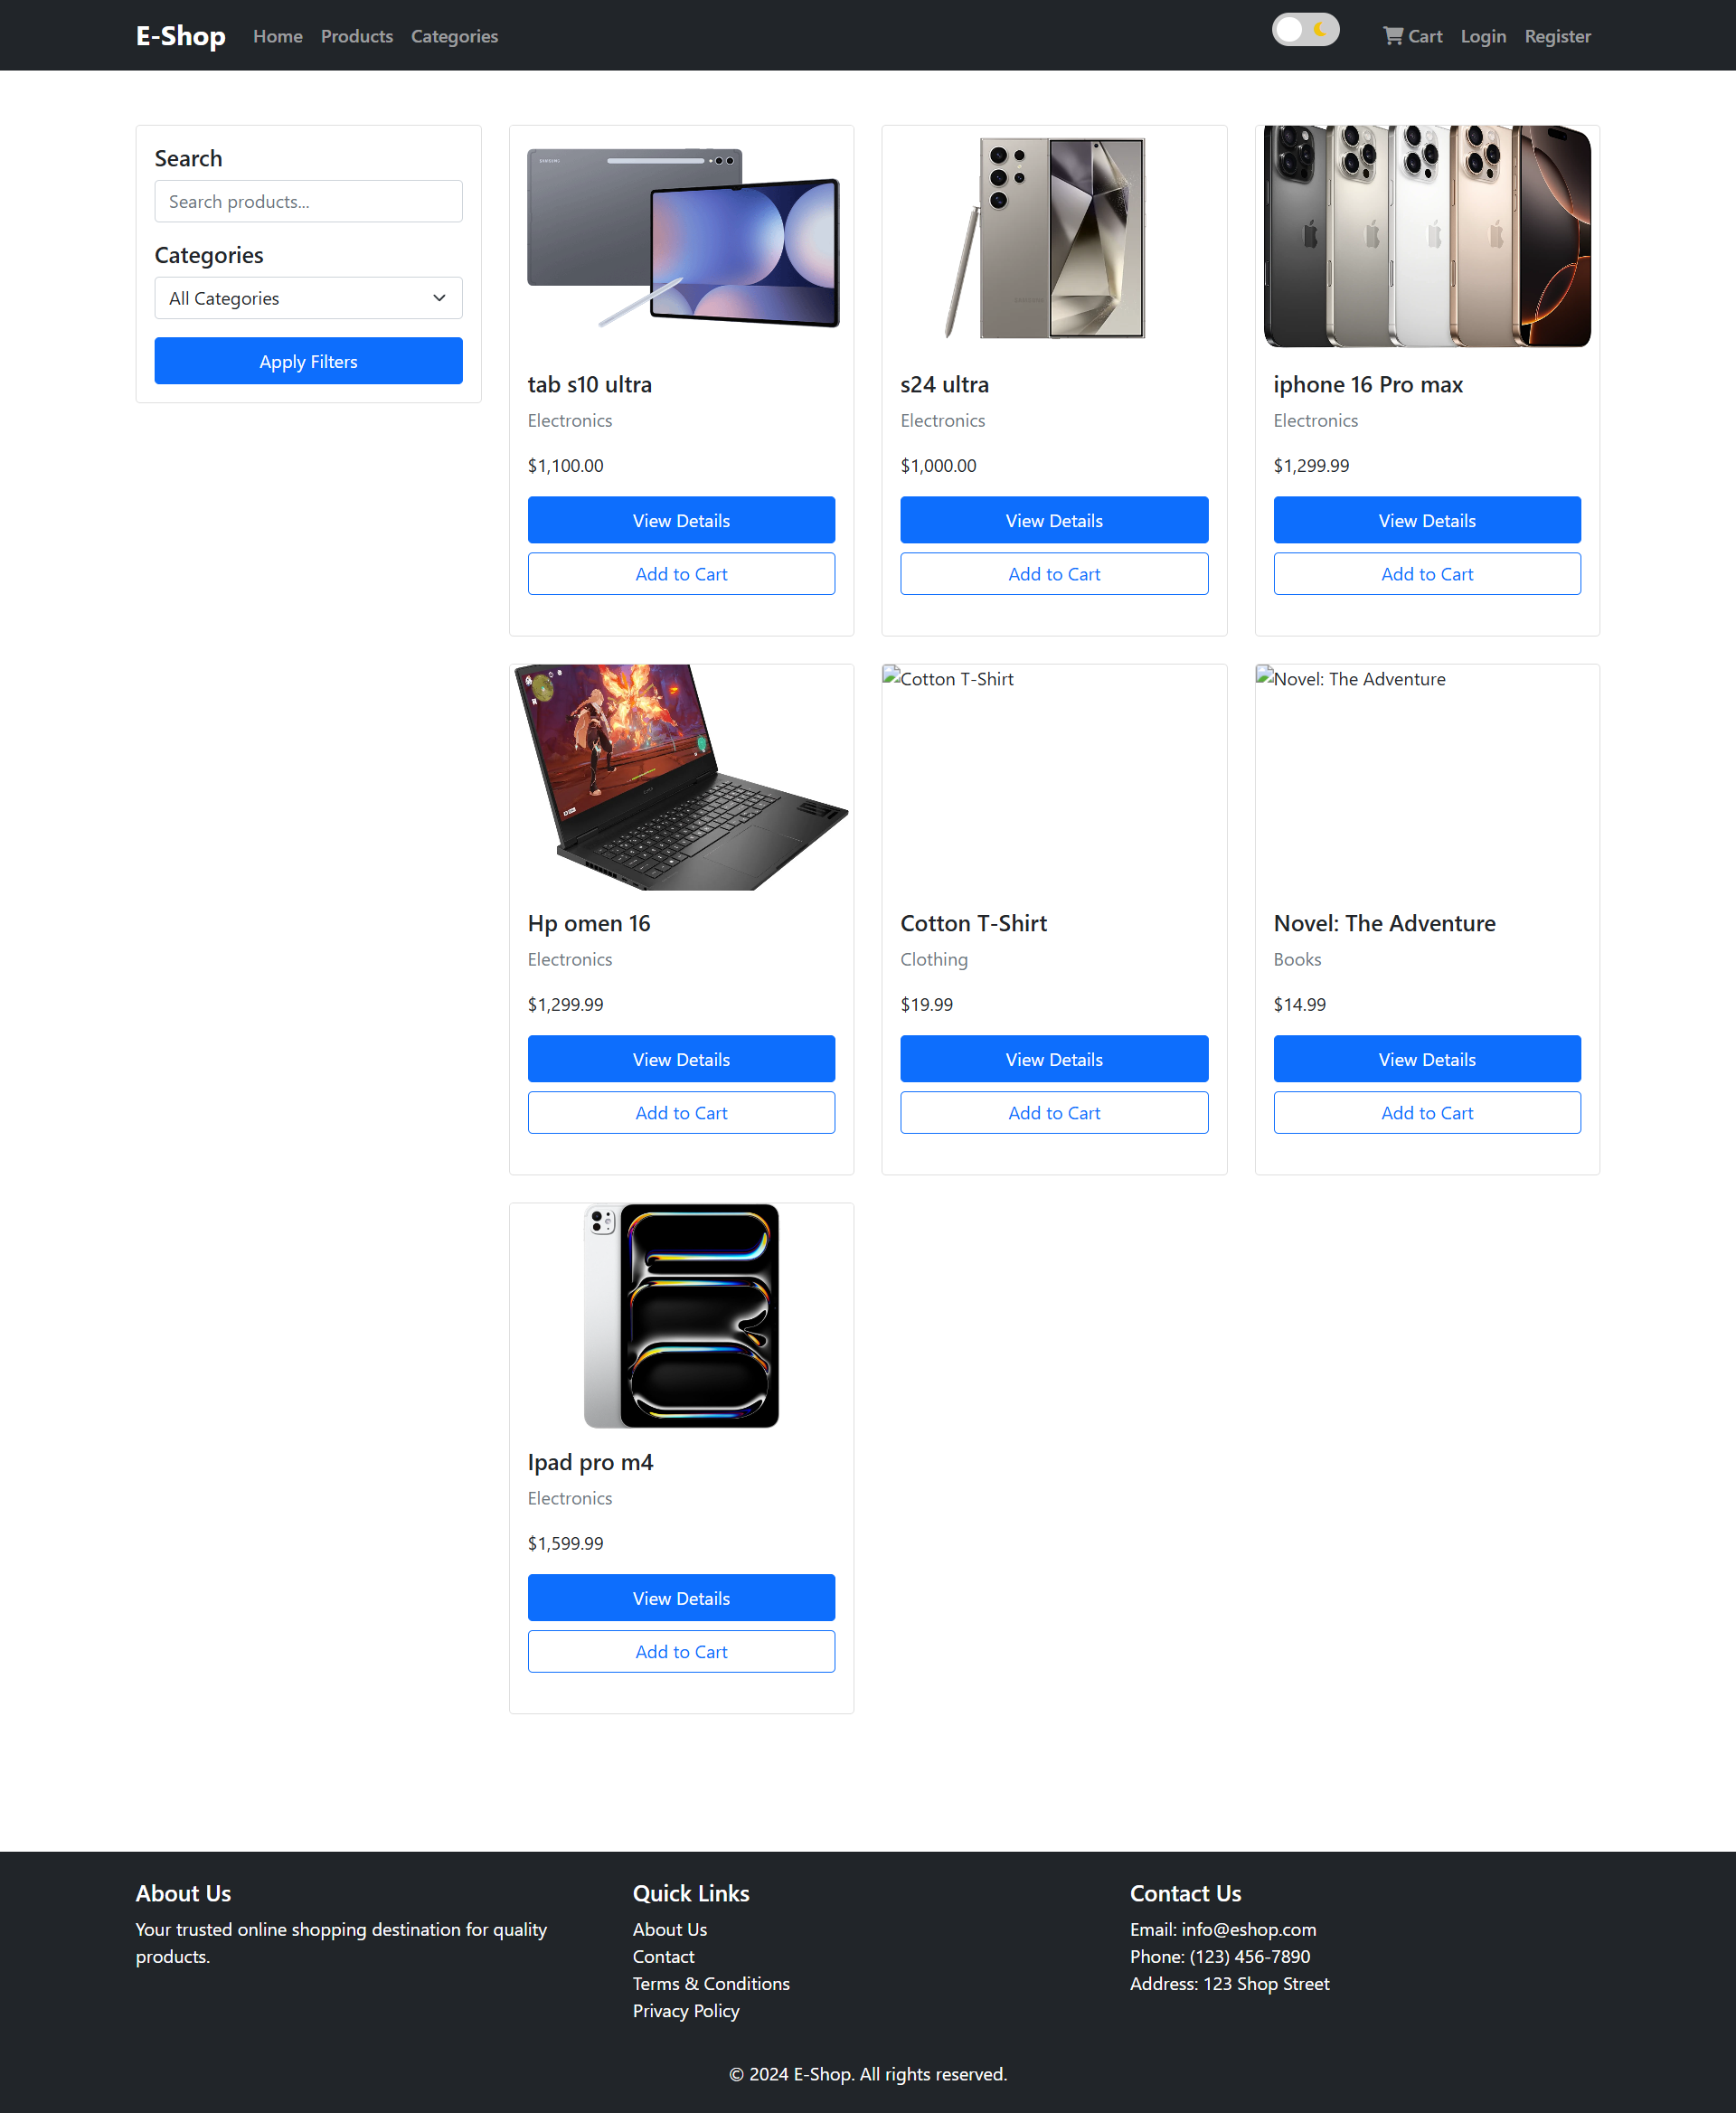 E-Shop Home Products Categories Cart Login Register
Search
Search products...
Categories
All Categories
Apply Filters
tab s10 ultra
Electronics
$1,100.00
View Details
Add to Cart
s24 ultra
Electronics
$1,000.00
View Details
Add to Cart
iphone 16 Pro max
Electronics
$1,299.99
View Details
Add to Cart
Hp omen 16
Electronics
$1,299.99
View Details
Add to Cart
Cotton T-Shirt
Cotton T-Shirt
Clothing
$19.99
View Details
Add to Cart
Novel: The Adventure
Novel: The Adventure
Books
$14.99
View Details
Add to Cart
Ipad pro m4
Electronics
$1,599.99
View Details
Add to Cart
About Us
Your trusted online shopping destination for quality
products.
Quick Links
About Us
Contact
Terms & Conditions
Privacy Policy
Contact Us
Email: info@eshop.com
Phone: (123) 456-7890
Address: 123 Shop Street
© 2024 E-Shop. All rights reserved.